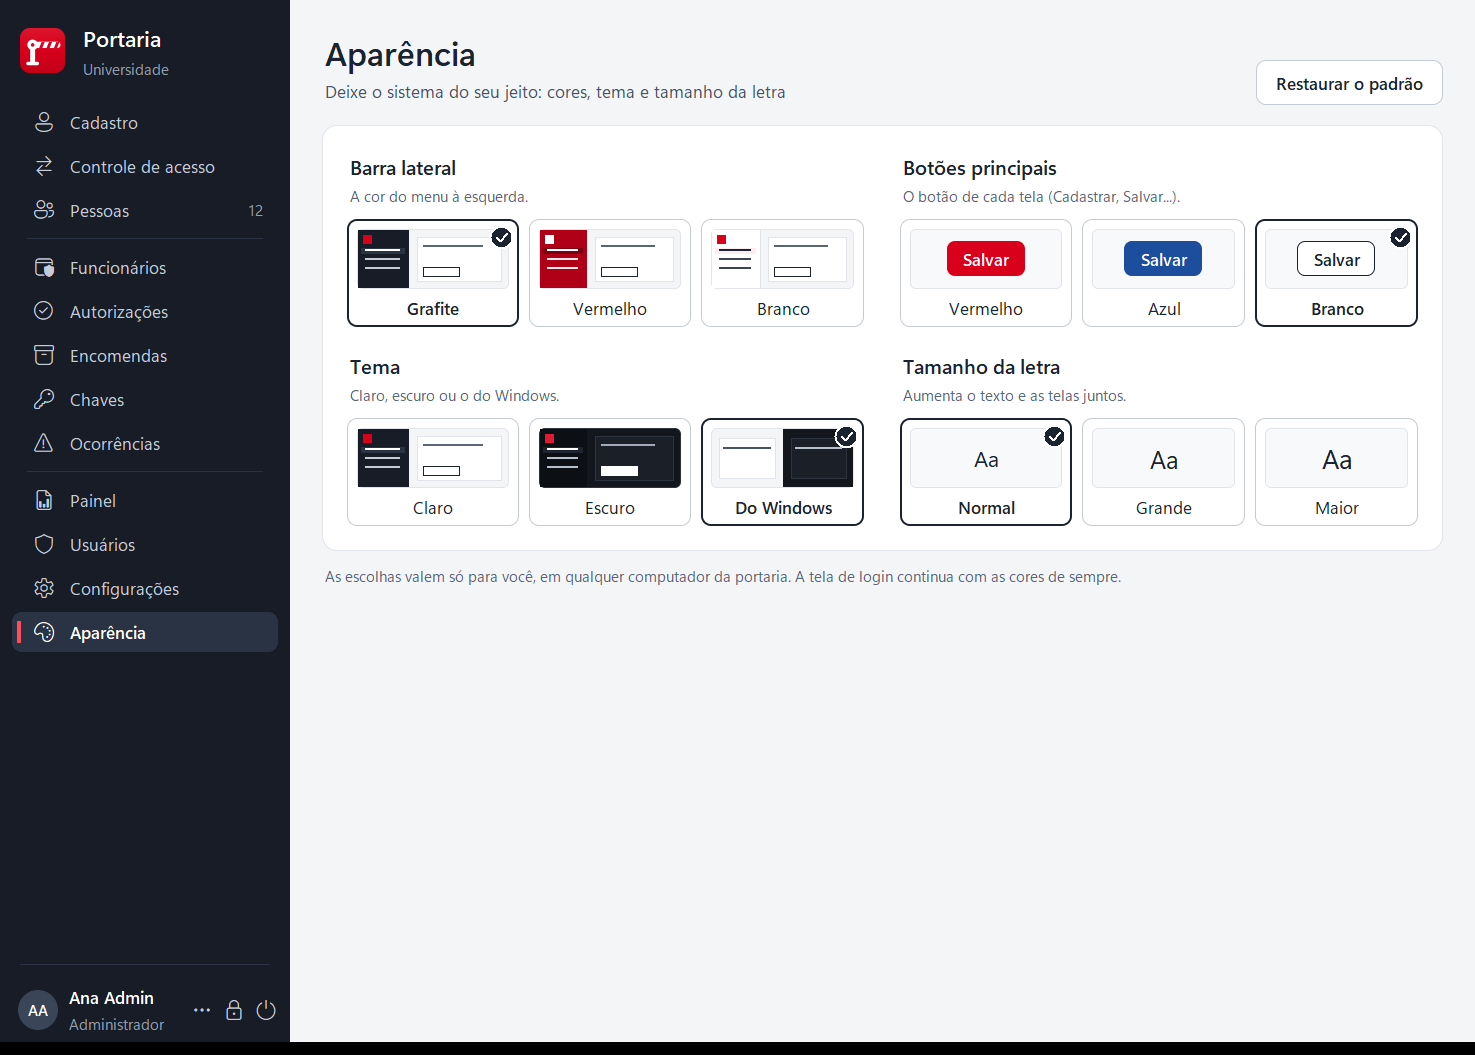 Portaria
Universidade
Cadastro
Controle de acesso
Pessoas 12
Funcionários
Autorizações
Encomendas
Chaves
Ocorrências
Painel
Usuários
Configurações
Aparência
AA
Ana Admin
Administrador
Aparência
Deixe o sistema do seu jeito: cores, tema e tamanho da letra
Restaurar o padrão
Barra lateral
A cor do menu à esquerda.
Grafite
Vermelho
Branco
Botões principais
O botão de cada tela (Cadastrar, Salvar...).
Salvar
Vermelho
Salvar
Azul
Salvar
Branco
Tema
Claro, escuro ou o do Windows.
Claro
Escuro
Do Windows
Tamanho da letra
Aumenta o texto e as telas juntos.
Aa
Normal
Aa
Grande
Aa
Maior
As escolhas valem só para você, em qualquer computador da portaria. A tela de login continua com as cores de sempre.